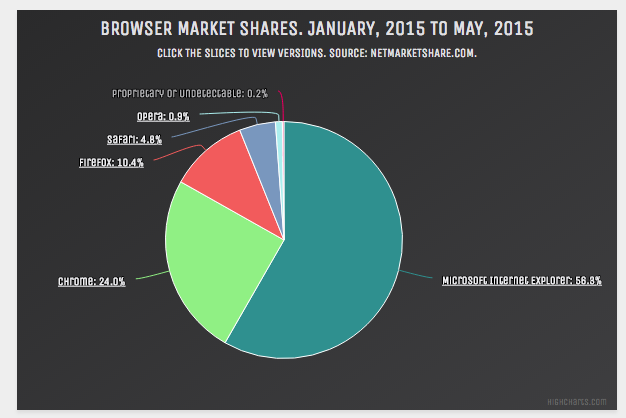 BROWSER MARKET SHARES. JANUARY, 2015 TO MAY, 2015
CLICK THE SLICES TO VIEW VERSIONS. SOURCE: NETMARKETSHARE.COM.
Proprietary or Undetectable: 0.2%
Opera: 0.9%
Safari: 4.8%
Firefox: 10.4%
Chrome: 24.0%
Microsoft Internet Explorer: 56.3%
Highcharts.com